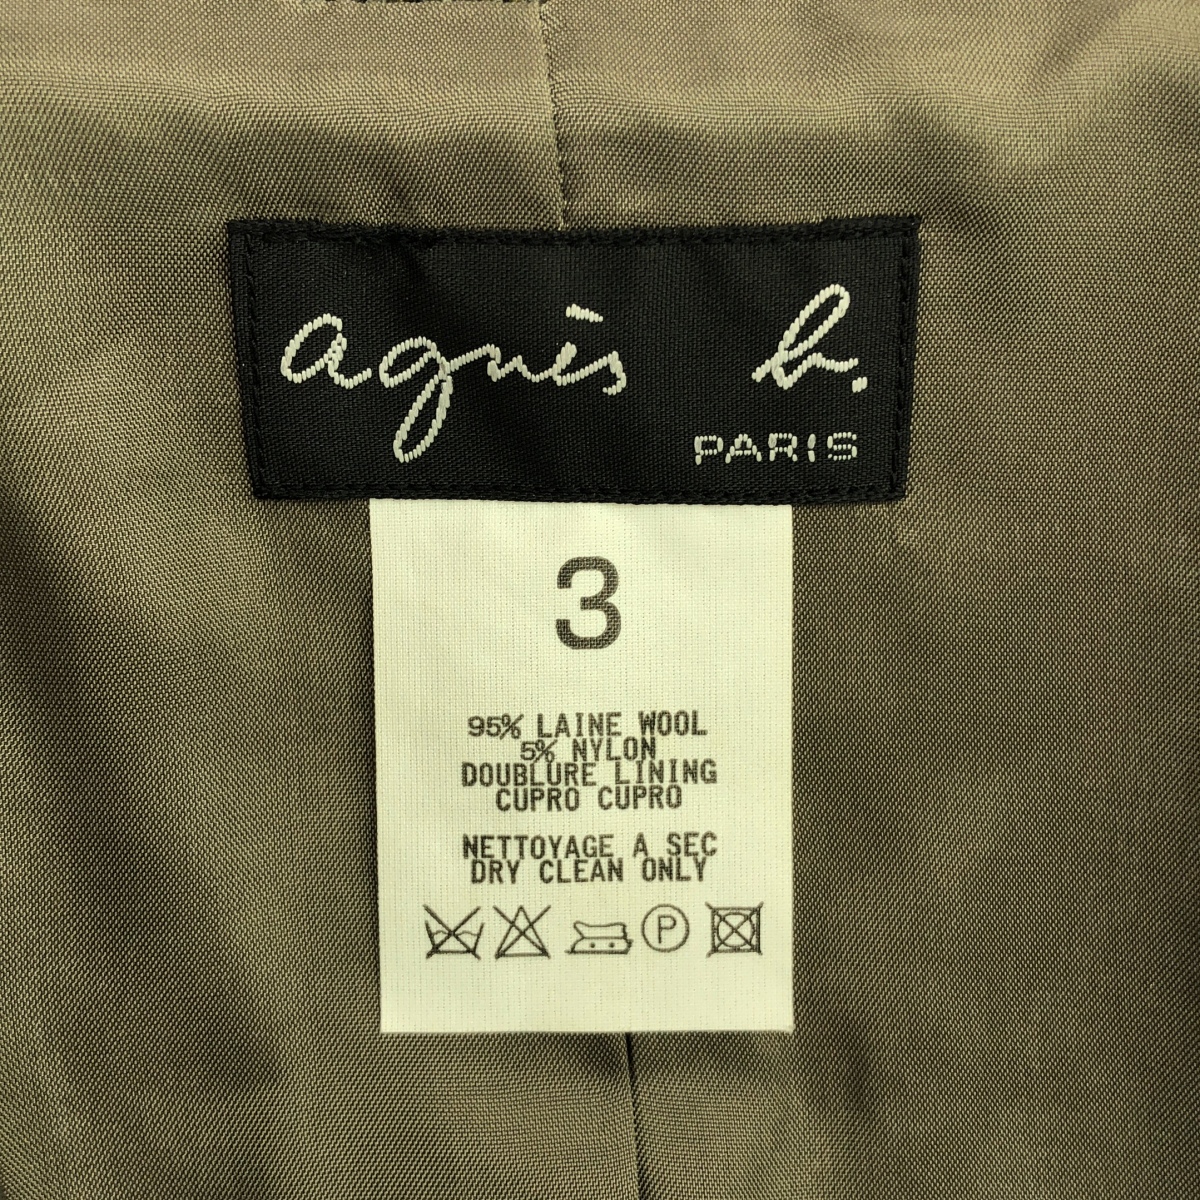 agnès b.
PARIS
3
95% LAINE WOOL
5% NYLON
DOUBLURE LINING
CUPRO CUPRO
NETTOYAGE A SEC
DRY CLEAN ONLY
P